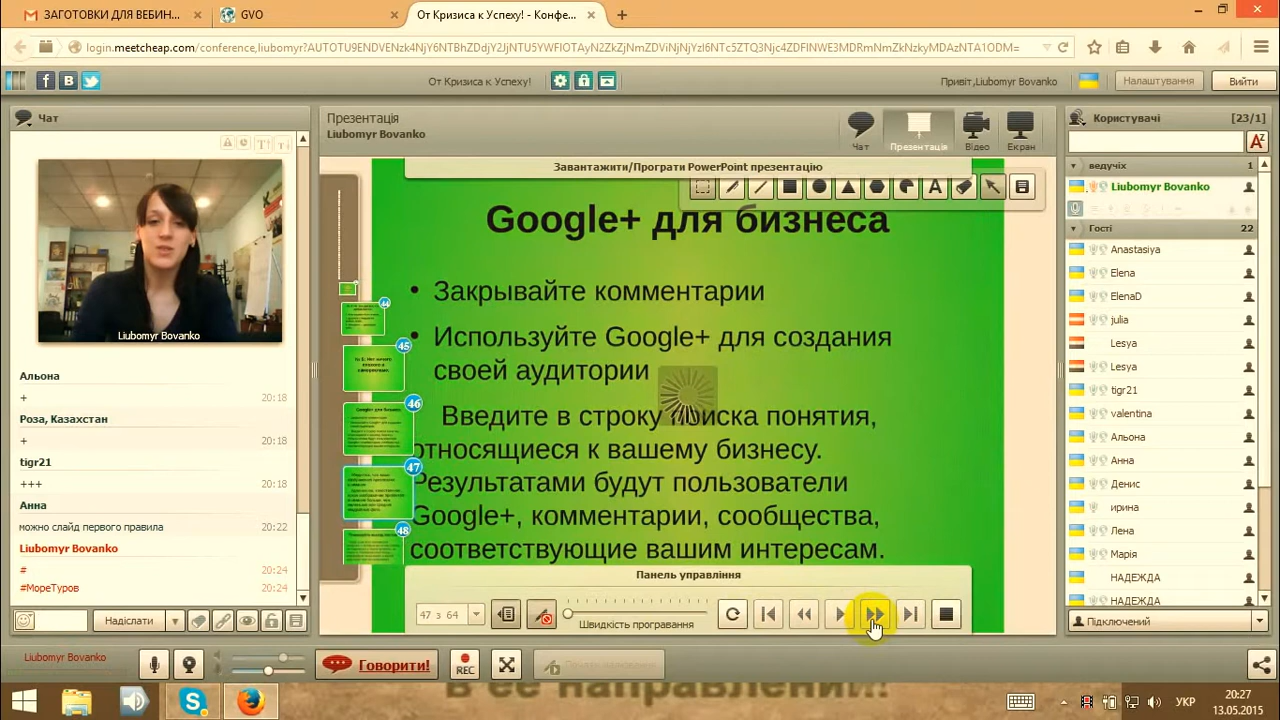 ЗАГОТОВКИ ДЛЯ ВЕБИН...
GVO
От Кризиса к Успеху! - Конфе...
login.meetcheap.com/conference,liubomyr?AUTOTU9ENDVENzk4NjY6NTBhZDdjY2JjNTU5YWFlOTAyN2ZkZjNmZDViNjNjYzI6NTc5ZTQ3Njc4ZDFlNWE3MDRmNmZkNzkyMDAzNTA1ODM=
От Кризиса к Успеху!
Привіт ,Liubomyr Bovanko
Налаштування
Вийти
Чат
Liubomyr Bovanko
Альона
+ 20:18
Роза, Казахстан
+ 20:18
tigr21
+++ 20:18
Анна
можно слайд первого правила 20:22
Liubomyr Bovanko
# 20:24
#МореТуров 20:24
Надіслати
Презентація
Liubomyr Bovanko
Чат
Презентація
Відео
Екран
Завантажити/Програти PowerPoint презентацію
Google+ для бизнеса
• Закрывайте комментарии
• Используйте Google+ для создания
своей аудитории
Введите в строку поиска понятия,
относящиеся к вашему бизнесу.
Результатами будут пользователи
Google+, комментарии, сообщества,
соответствующие вашим интересам.
44
45
46
47
48
Панель управління
47 з 64
Швидкість програвання
Користувачі [23/1]
ведучіх 1
Liubomyr Bovanko
Гості 22
Anastasiya
Elena
ElenaD
julia
Lesya
Lesya
tigr21
valentina
Альона
Анна
Денис
ирина
Лена
Марія
НАДЕЖДА
НАДЕЖДА
Підключений
Liubomyr Bovanko
Говорити!
REC
в ее направлении!
УКР
20:27
13.05.2015